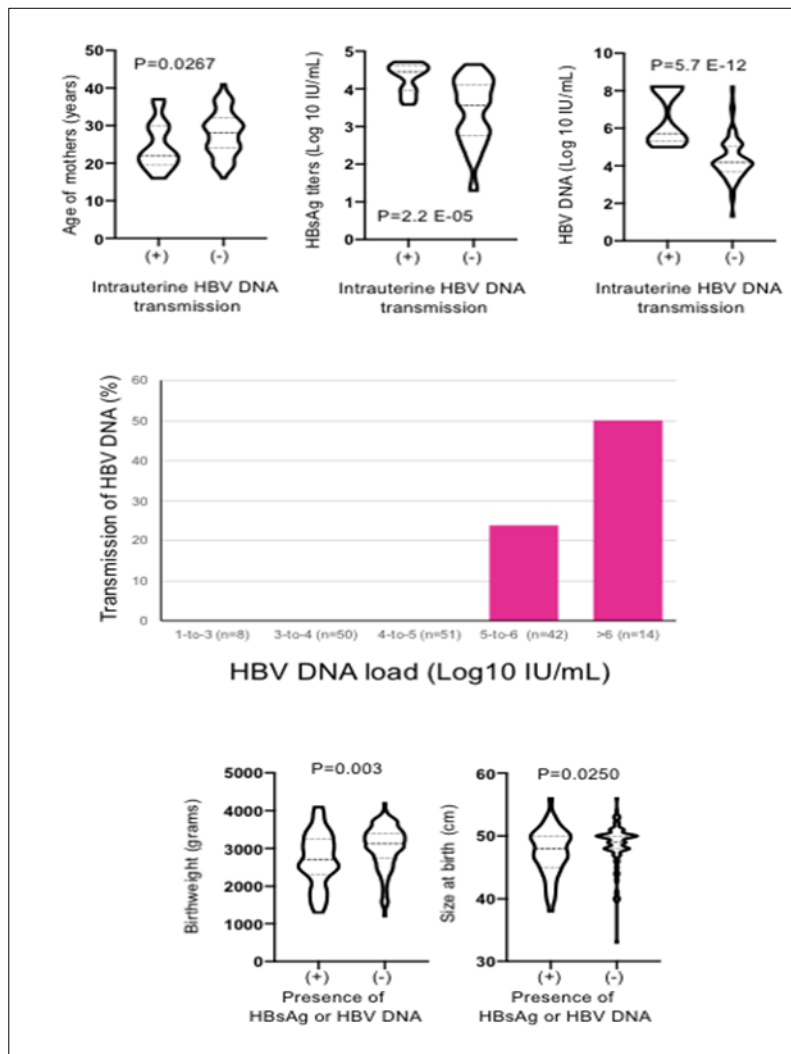 P=0.0267
Age of mothers (years)
50
40
30
20
10
0
(+) (-)
Intrauterine HBV DNA
transmission
HBsAg titers (Log 10 IU/mL)
5
4
3
2
1
0
P=2.2 E-05
(+) (-)
Intrauterine HBV DNA
transmission
HBV DNA (Log 10 IU/mL)
10
8
6
4
2
0
P=5.7 E-12
(+) (-)
Intrauterine HBV DNA
transmission
Transmission of HBV DNA (%)
60
50
40
30
20
10
0
1-to-3 (n=8) 3-to-4 (n=50) 4-to-5 (n=51) 5-to-6 (n=42) >6 (n=14)
HBV DNA load (Log10 IU/mL)
P=0.003
Birthweight (grams)
5000
4000
3000
2000
1000
0
(+) (-)
Presence of
HBsAg or HBV DNA
P=0.0250
Size at birth (cm)
60
50
40
30
(+) (-)
Presence of
HBsAg or HBV DNA